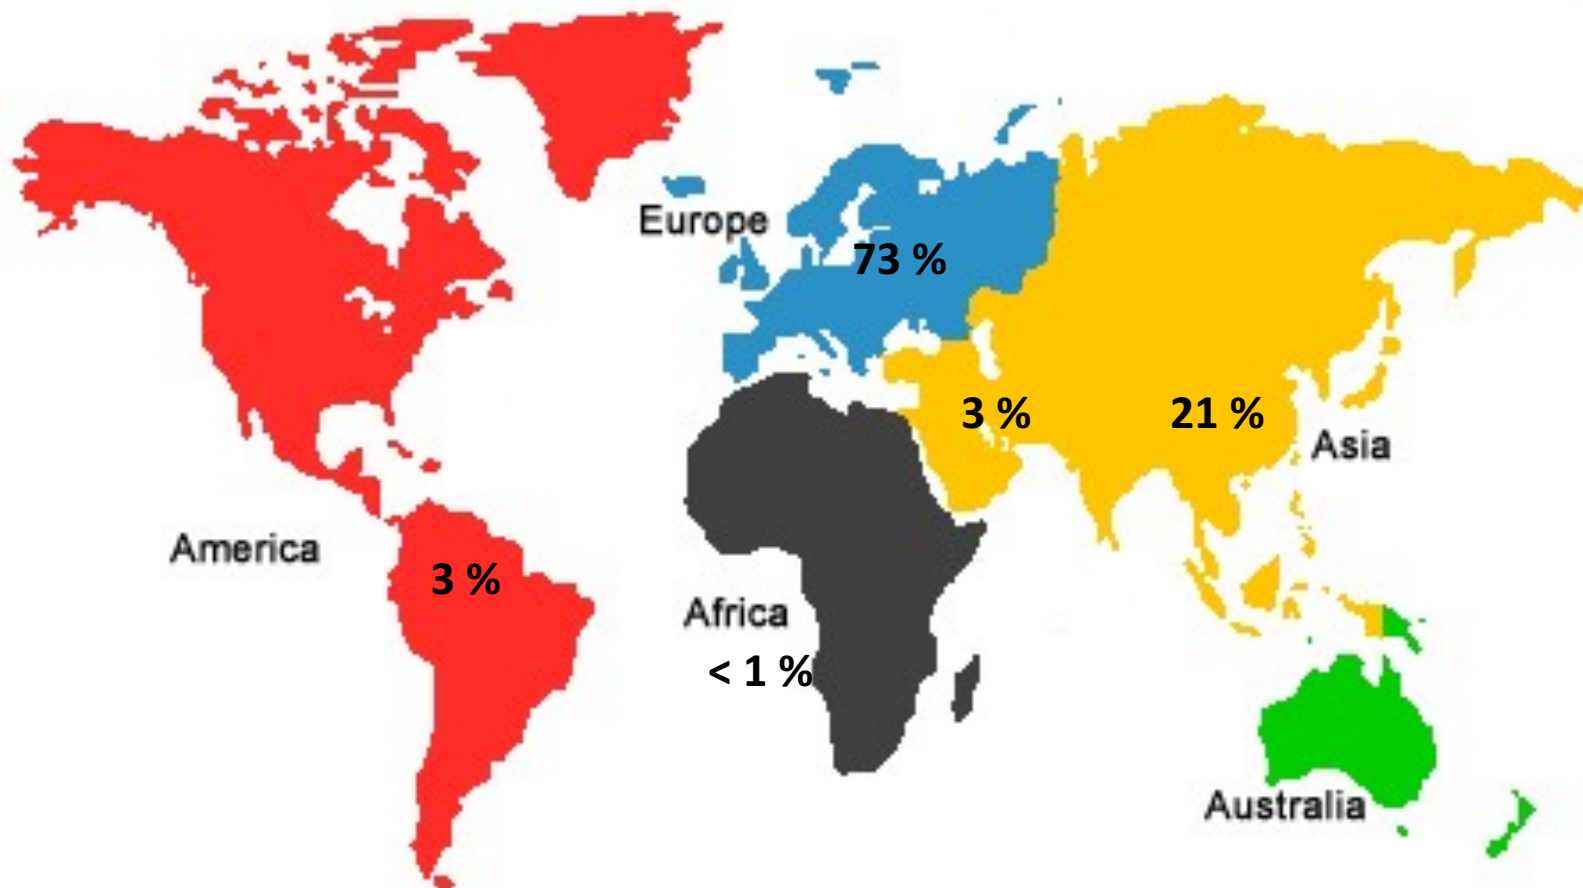 Europe
73 %
3 %
21 %
Asia
America
3 %
Africa
< 1 %
Australia